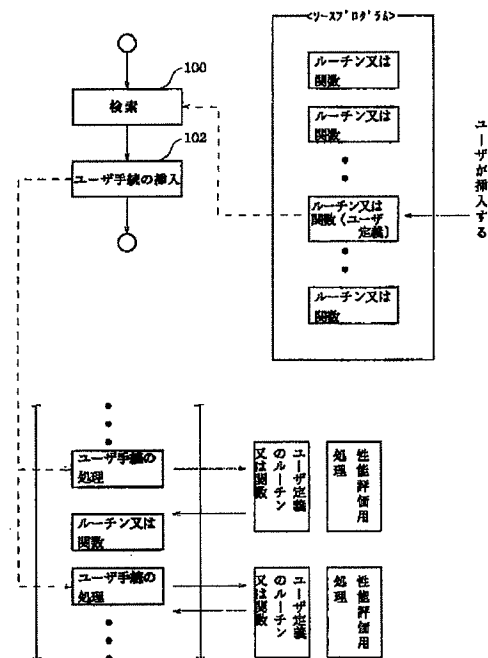 <ソースプログラム>
100
検索
102
ユーザ手続の挿入
ルーチン又は
関数
ルーチン又は
関数
ルーチン又は
関数(ユーザ
定義)
ルーチン又は
関数
ユーザが挿入する
ユーザ手続の
処理
ルーチン又は
関数
ユーザ手続の
処理
ユーザ定義
のルーチン
又は関数
性能評価用
処理
ユーザ定義
のルーチン
又は関数
性能評価用
処理